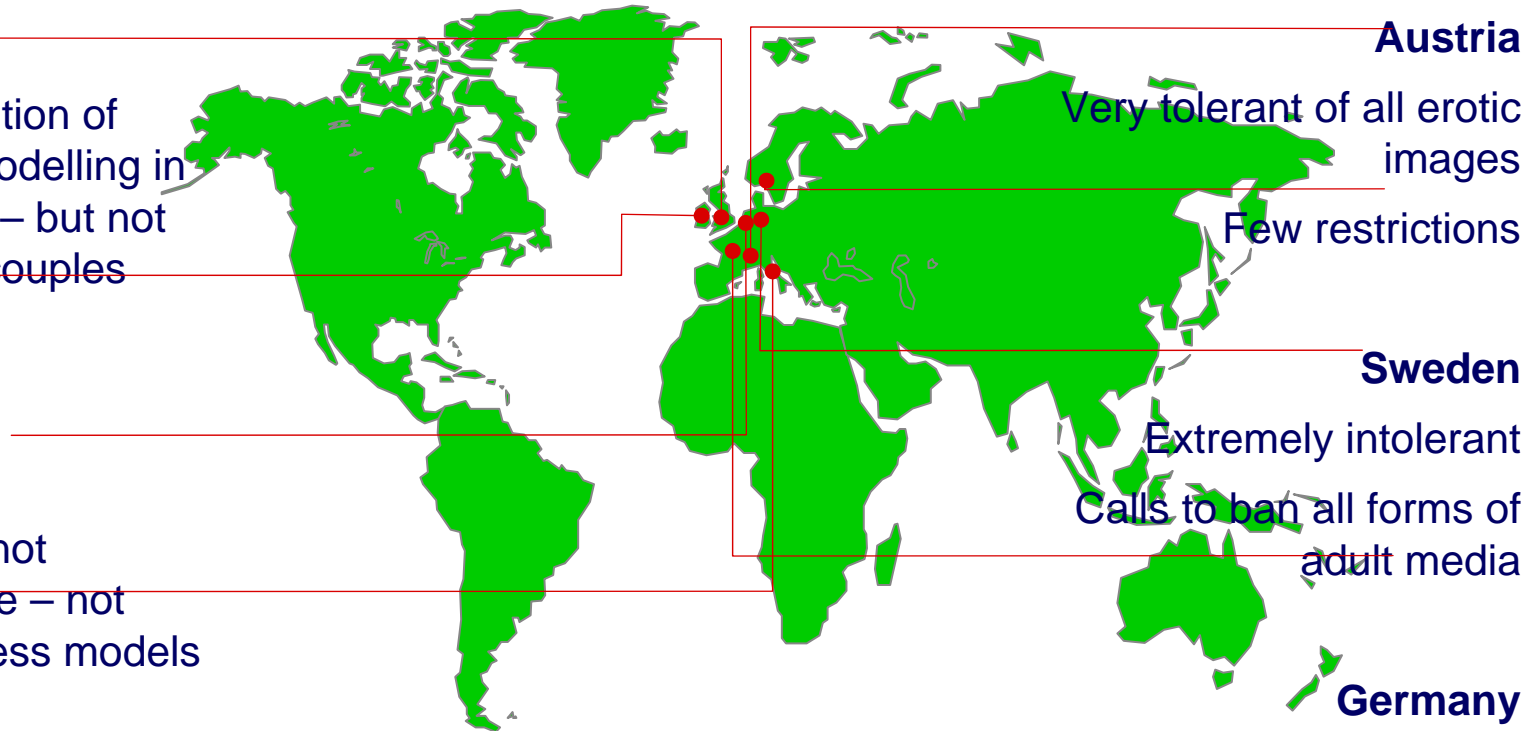 tion of
odelling in
– but not
couples
not
e – not
ess models
Austria
Very tolerant of all erotic
images
Few restrictions
Sweden
Extremely intolerant
Calls to ban all forms of
adult media
Germany